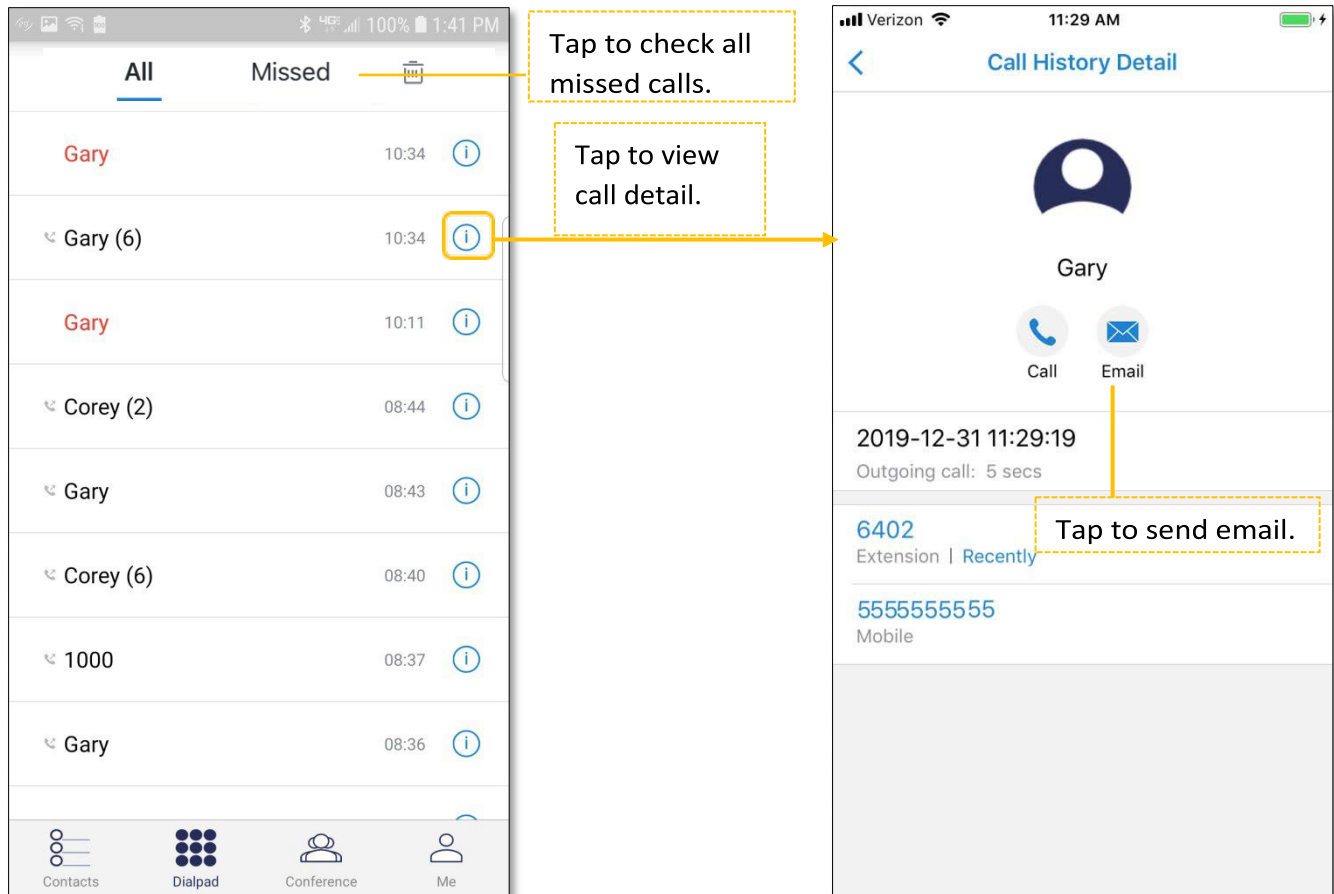 100% 1:41 PM
All Missed
Gary 10:34
Gary (6) 10:34
Gary 10:11
Corey (2) 08:44
Gary 08:43
Corey (6) 08:40
1000 08:37
Gary 08:36
Contacts Dialpad Conference Me
Tap to check all
missed calls.
Tap to view
call detail.
Verizon 11:29 AM
Call History Detail
Gary
Call Email
2019-12-31 11:29:19
Outgoing call: 5 secs
Tap to send email.
6402
Extension | Recently
5555555555
Mobile